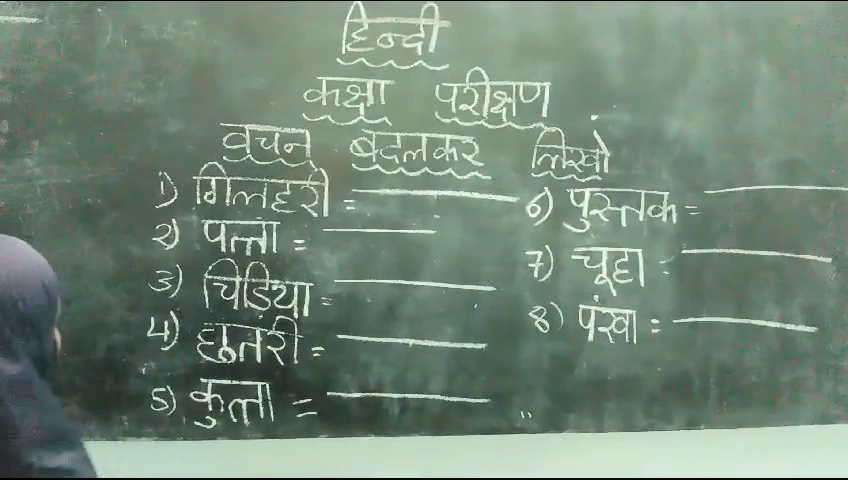 हिन्दी
कक्षा परीक्षण
वचन बदलकर लिखो
1) गिलहरी =
2) पत्ता =
3) चिड़िया =
4) छतरी =
5) कुत्ता =
6) पुस्तक =
7) चूहा =
8) पंखा =